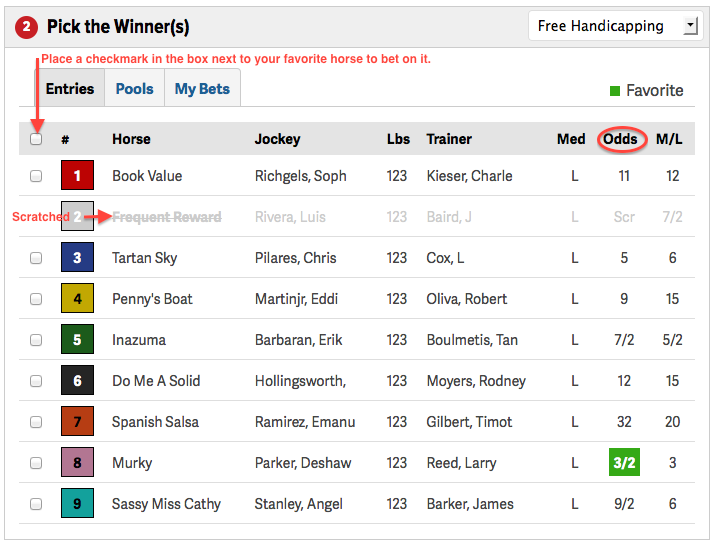 2 Pick the Winner(s) Free Handicapping
Place a checkmark in the box next to your favorite horse to bet on it.
Entries Pools My Bets Favorite
# Horse Jockey Lbs Trainer Med Odds M/L
1 Book Value Richgels, Soph 123 Kieser, Charle L 11 12
Scratched 2 Frequent Reward Rivera, Luis 123 Baird, J L Scr 7/2
3 Tartan Sky Pilares, Chris 123 Cox, L L 5 6
4 Penny's Boat Martinjr, Eddi 123 Oliva, Robert L 9 15
5 Inazuma Barbaran, Erik 123 Boulmetis, Tan L 7/2 5/2
6 Do Me A Solid Hollingsworth, 123 Moyers, Rodney L 12 15
7 Spanish Salsa Ramirez, Emanu 123 Gilbert, Timot L 32 20
8 Murky Parker, Deshaw 123 Reed, Larry L 3/2 3
9 Sassy Miss Cathy Stanley, Angel 123 Barker, James L 9/2 6